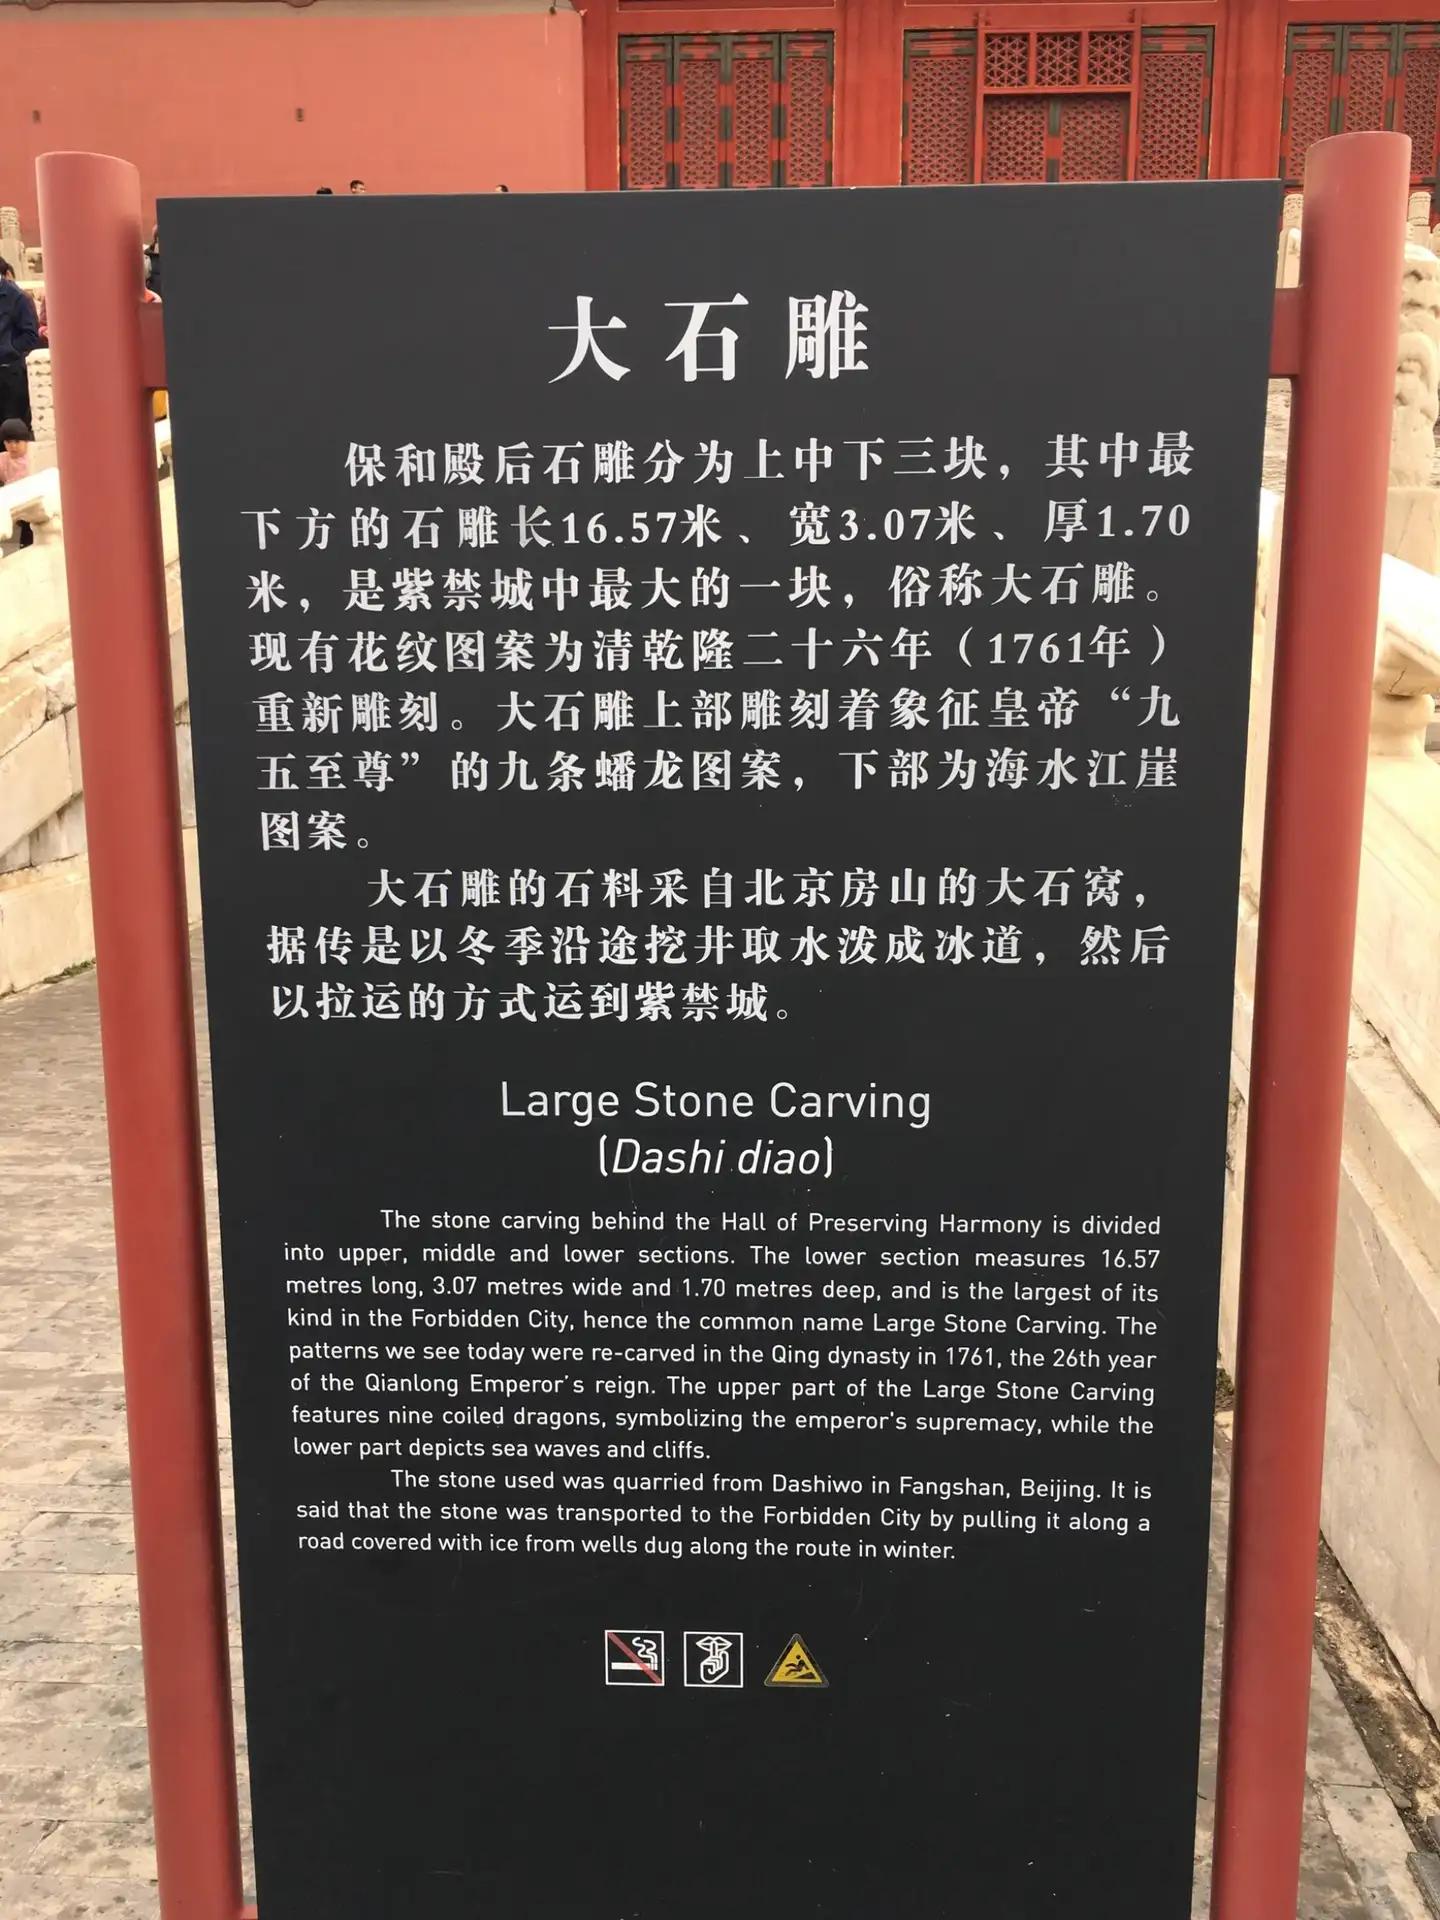 大石雕
保和殿后石雕分为上中下三块，其中最
下方的石雕长16.57米、宽3.07米、厚1.70
米，是紫禁城中最大的一块，俗称大石雕。
现有花纹图案为清乾隆二十六年（1761年）
重新雕刻。大石雕上部雕刻着象征皇帝“九
五至尊”的九条蟠龙图案，下部为海水江崖
图案。
大石雕的石料采自北京房山的大石窝，
据传是以冬季沿途挖井取水泼成冰道，然后
以拉运的方式运到紫禁城。
Large Stone Carving
(Dashi diao)
The stone carving behind the Hall of Preserving Harmony is divided
into upper, middle and lower sections. The lower section measures 16.57
metres long, 3.07 metres wide and 1.70 metres deep, and is the largest of its
kind in the Forbidden City, hence the common name Large Stone Carving. The
patterns we see today were re-carved in the Qing dynasty in 1761, the 26th year
of the Qianlong Emperor's reign. The upper part of the Large Stone Carving
features nine coiled dragons, symbolizing the emperor's supremacy, while the
lower part depicts sea waves and cliffs.
The stone used was quarried from Dashiwo in Fangshan, Beijing. It is
said that the stone was transported to the Forbidden City by pulling it along a
road covered with ice from wells dug along the route in winter.